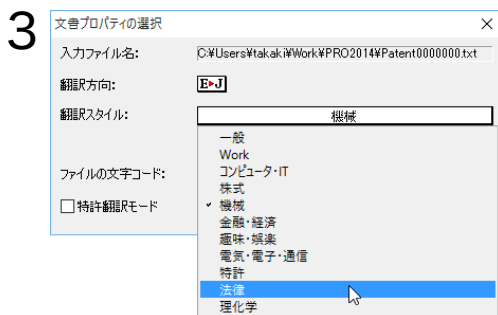 3
文書プロパティの選択
入力ファイル名: C:¥Users¥takaki¥Work¥PRO2014¥Patent0000000.txt
翻訳方向: E▸J
翻訳スタイル: 機械
一般
Work
ファイルの文字コード: コンピュータ・IT
株式
□特許翻訳モード ✓ 機械
金融・経済
趣味・娯楽
電気・電子・通信
特許
法律
理化学